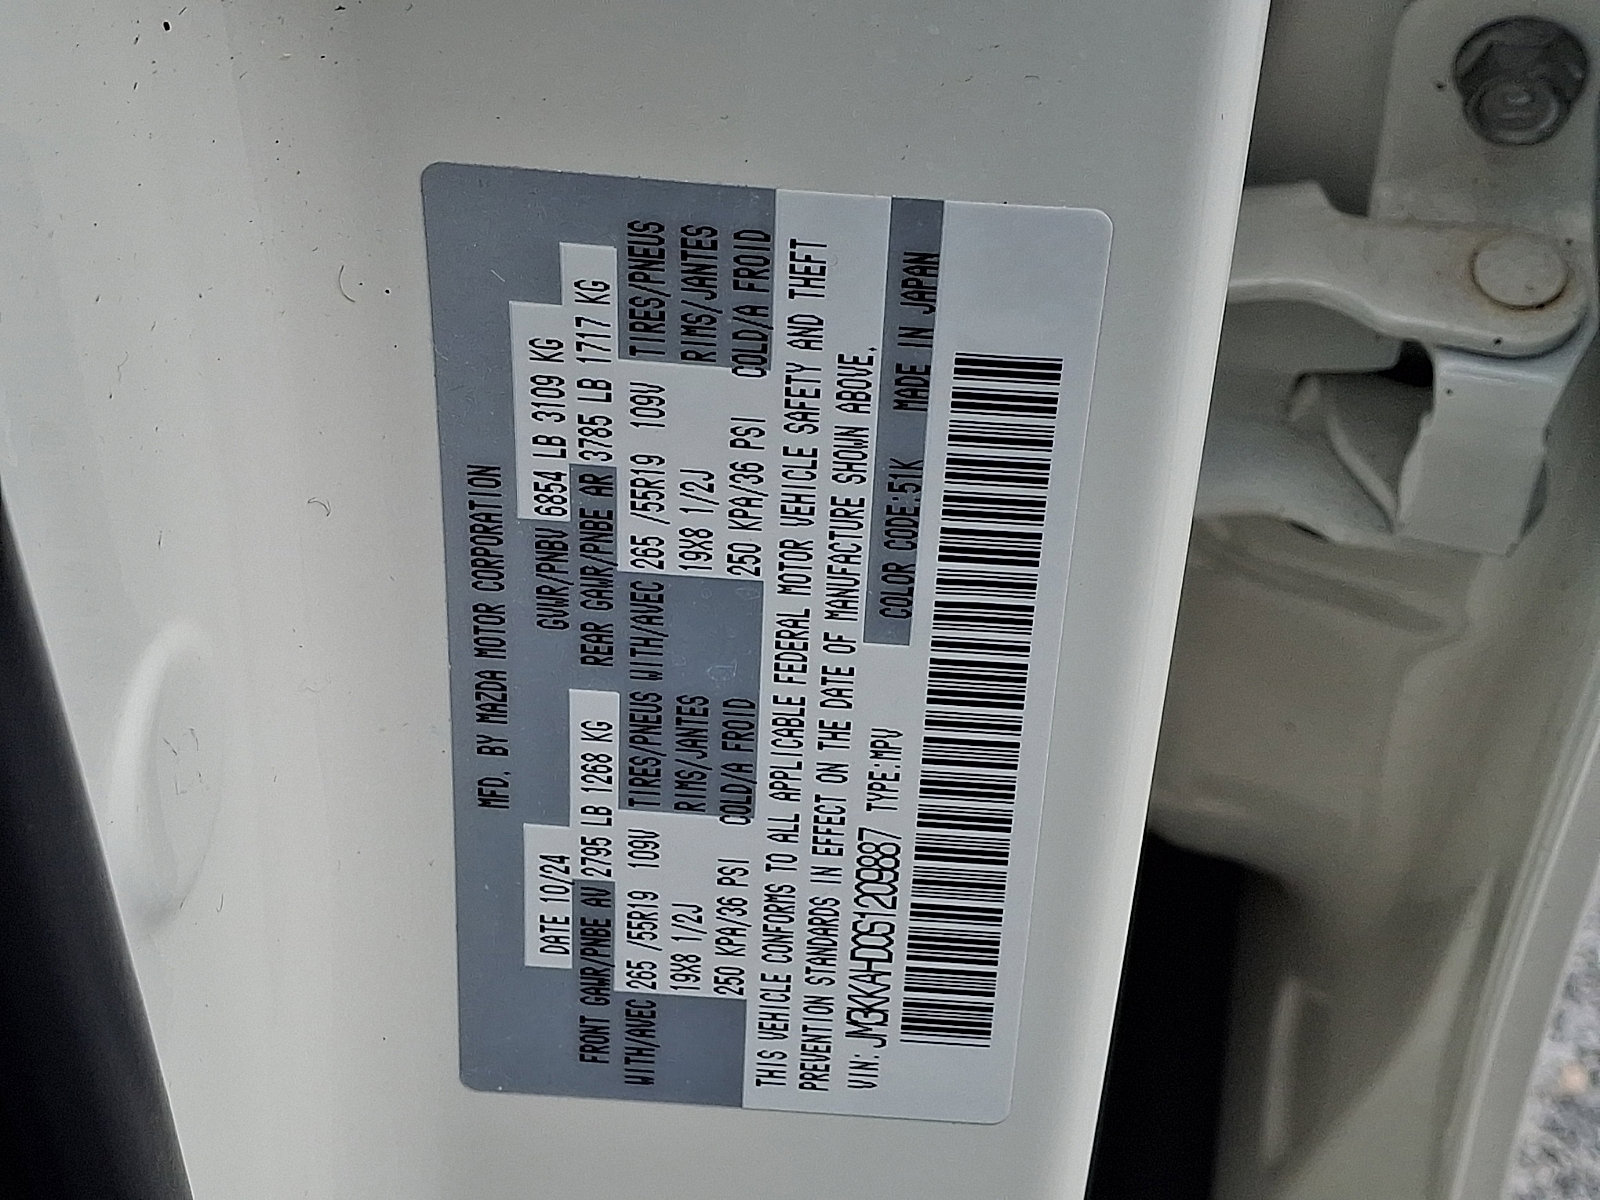 MFD. BY MAZDA MOTOR CORPORATION
DATE 10/24 GVWR/PNBV 6854 LB 3109 KG
FRONT GAWR/PNBE AV 2795 LB 1268 KG REAR GAWR/PNBE AR 3785 LB 1717 KG
WITH/AVEC 265 /55R19 109V TIRES/PNEUS WITH/AVEC 265 /55R19 109V TIRES/PNEUS
19X8 1/2J RIMS/JANTES 19X8 1/2J RIMS/JANTES
250 KPA/36 PSI COLD/A FROID 250 KPA/36 PSI COLD/A FROID
THIS VEHICLE CONFORMS TO ALL APPLICABLE FEDERAL MOTOR VEHICLE SAFETY AND THEFT
PREVENTION STANDARDS IN EFFECT ON THE DATE OF MANUFACTURE SHOWN ABOVE.
VIN: JM3KKAHD0S1209887 TYPE:MPV COLOR CODE:51K MADE IN JAPAN